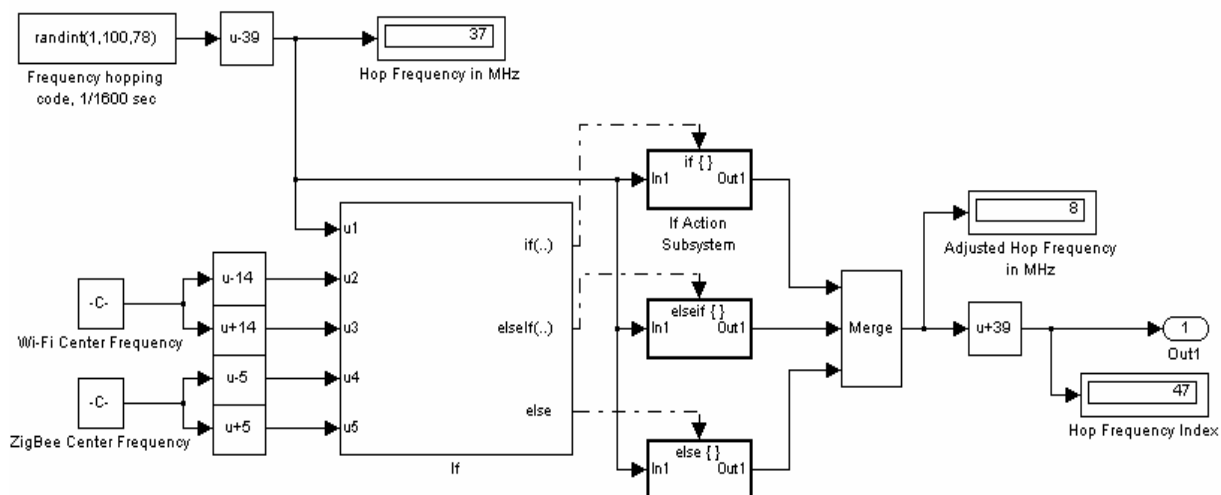 randint(1,100,78)
Frequency hopping
code, 1/1600 sec
u-39
37
Hop Frequency in MHz
if { }
In1
Out1
If Action
Subsystem
u1
u2
u3
u4
u5
if(..)
elseIf(..)
else
If
-C-
Wi-Fi Center Frequency
u-14
u+14
-C-
ZigBee Center Frequency
u-5
u+5
elseif { }
In1
Out1
else { }
In1
Out1
Merge
8
Adjusted Hop Frequency
in MHz
u+39
1
Out1
47
Hop Frequency Index